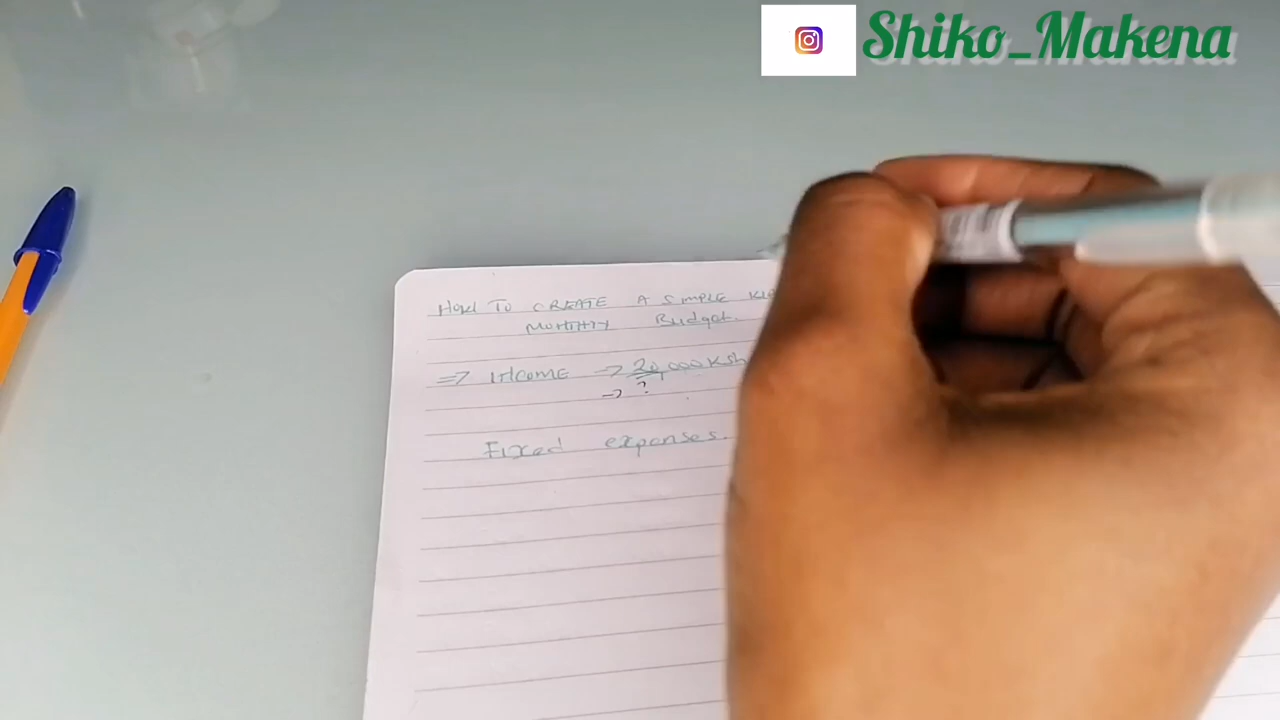 Shiko_Makena
HOW TO CREATE A SIMPLE
MONTHLY Budget.
=> INCOME → 20,000 Ksh
→ ?
Fixed expenses.